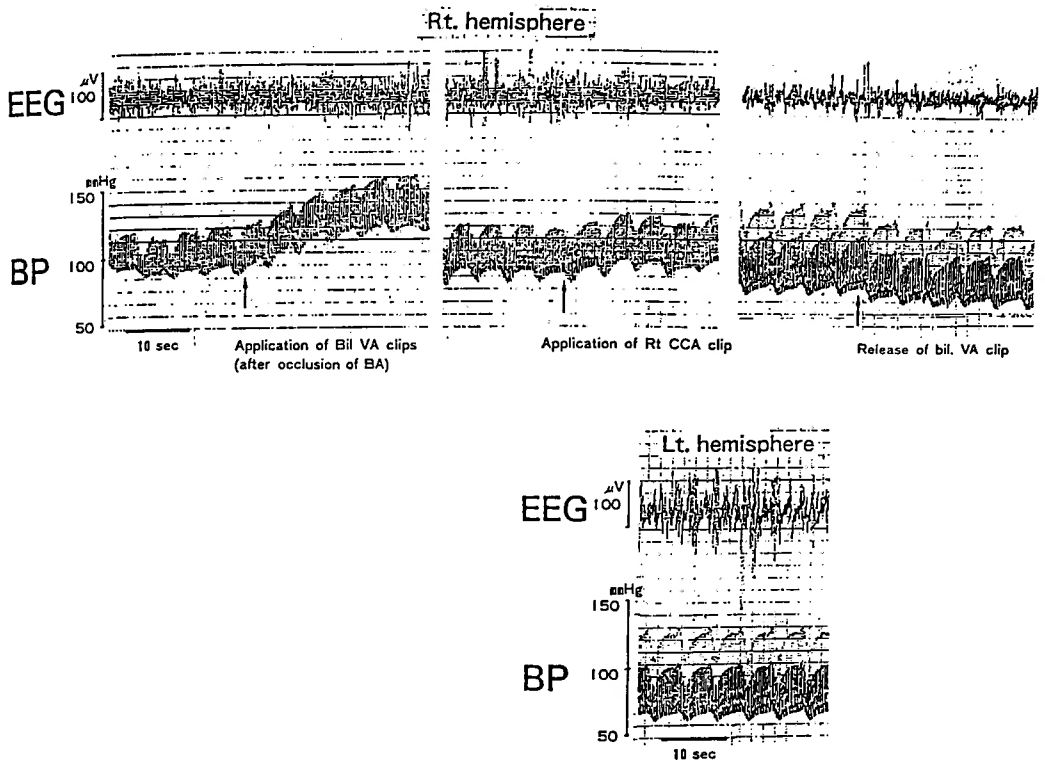 Rt. hemisphere
EEG
μV
100
mmHg
150
BP
100
50
10 sec
Application of Bil VA clips
(after occlusion of BA)
Application of Rt CCA clip
Release of bil. VA clip
Lt. hemisphere
EEG
μV
100
mmHg
150
BP
100
50
10 sec